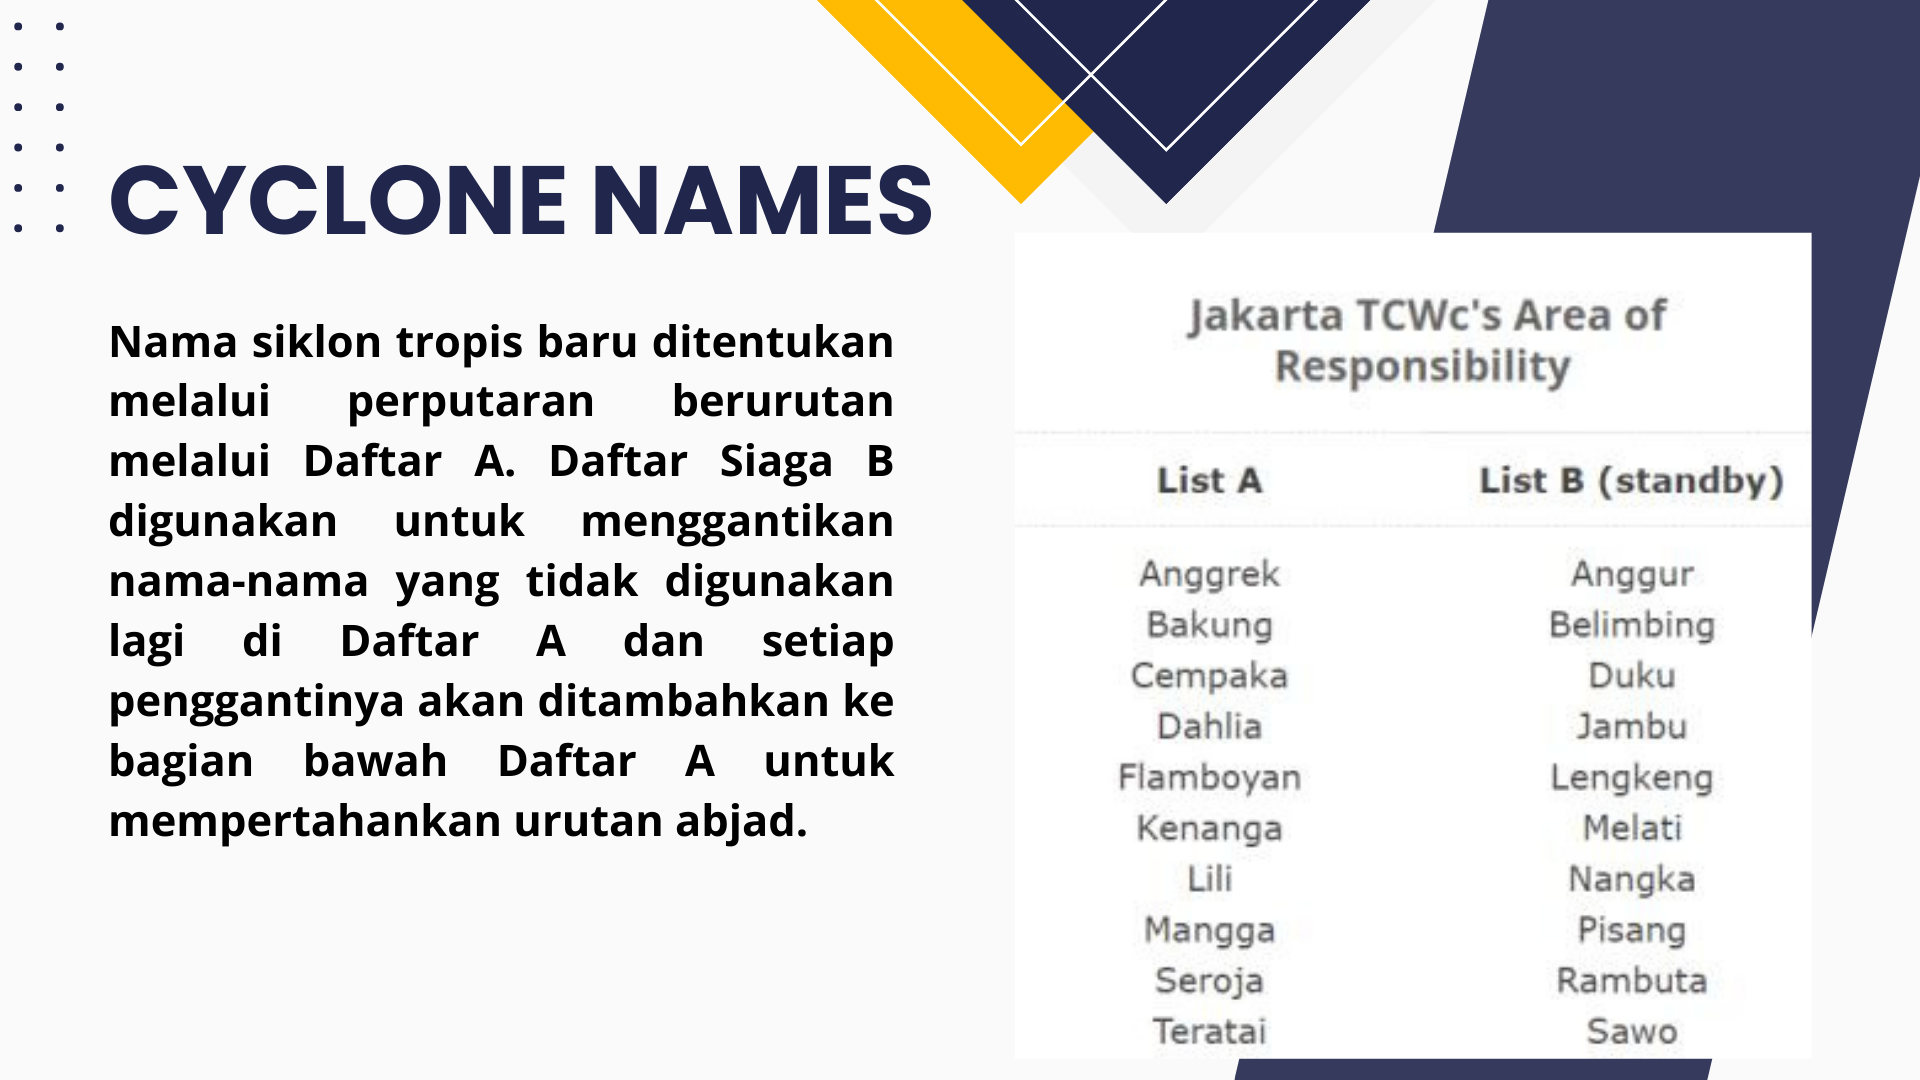 CYCLONE NAMES
Nama siklon tropis baru ditentukan
melalui perputaran berurutan
melalui Daftar A. Daftar Siaga B
digunakan untuk menggantikan
nama-nama yang tidak digunakan
lagi di Daftar A dan setiap
penggantinya akan ditambahkan ke
bagian bawah Daftar A untuk
mempertahankan urutan abjad.
Jakarta TCWc's Area of
Responsibility
List A List B (standby)
Anggrek Anggur
Bakung Belimbing
Cempaka Duku
Dahlia Jambu
Flamboyan Lengkeng
Kenanga Melati
Lili Nangka
Mangga Pisang
Seroja Rambuta
Teratai Sawo